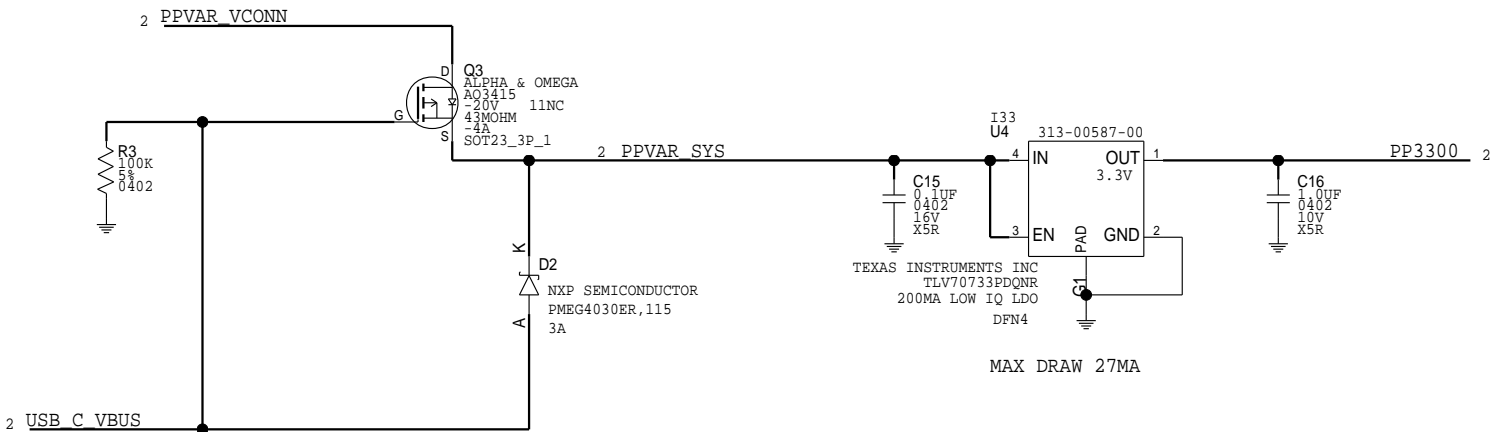 2 PPVAR_VCONN
D
Q3
ALPHA & OMEGA
AO3415
-20V 11NC
43MOHM
-4A
SOT23_3P_1
G
S
R3
100K
5%
0402
2 PPVAR_SYS
I33
U4
313-00587-00
4 IN
OUT 1
3.3V
PP3300 2
C15
0.1UF
0402
16V
X5R
C16
1.0UF
0402
10V
X5R
3 EN
PAD
GND 2
G1
TEXAS INSTRUMENTS INC
TLV70733PDQNR
200MA LOW IQ LDO
DFN4
K
D2
NXP SEMICONDUCTOR
PMEG4030ER,115
3A
A
MAX DRAW 27MA
2 USB_C_VBUS